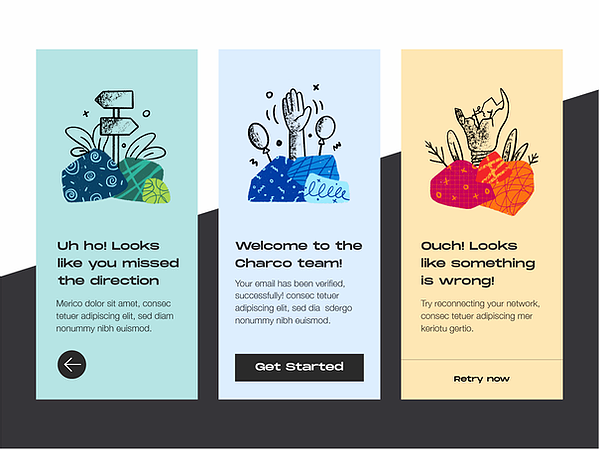 Uh ho! Looks
like you missed
the direction
Merico dolor sit amet, consec
tetuer adipiscing elit, sed diam
nonummy nibh euismod.
Welcome to the
Charco team!
Your email has been verified,
successfully! consec tetuer
adipiscing elit, sed dia sdergo
nonummy nibh euismod.
Get Started
Ouch! Looks
like something
is wrong!
Try reconnecting your network,
consec tetuer adipiscing mer
keriotu gertio.
Retry now